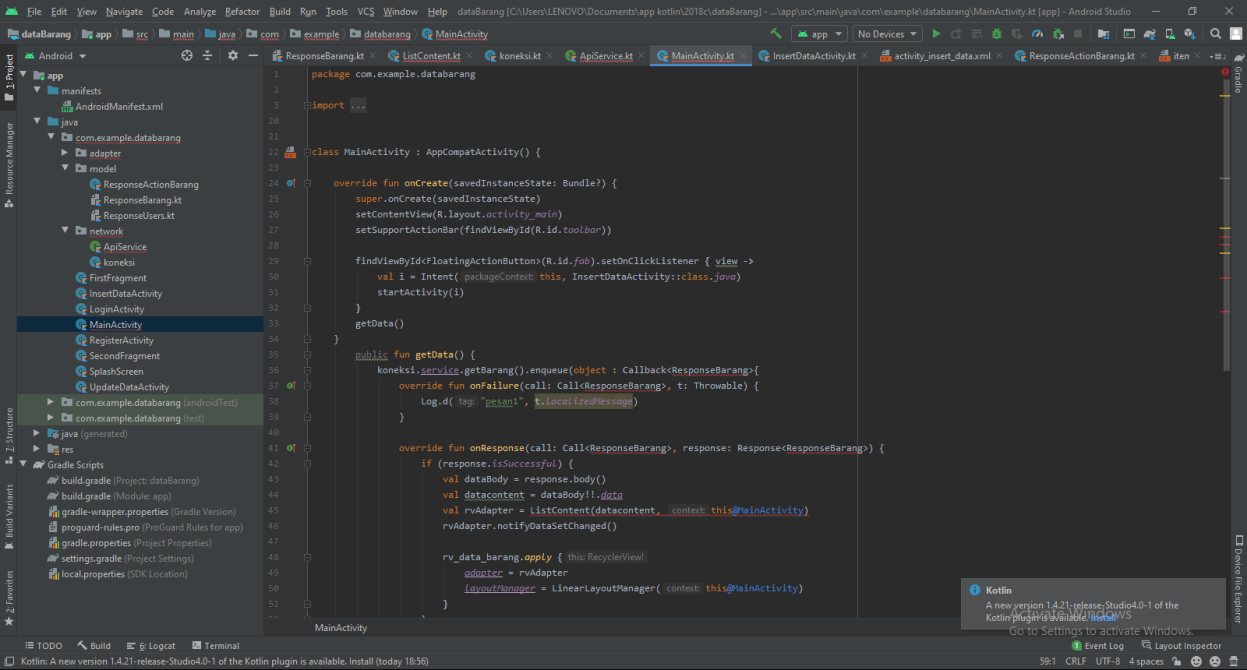 File Edit View Navigate Code Analyze Refactor Build Run Tools VCS Window Help dataBarang [C:\Users\LENOVO\Documents\app kotlin\2018c\dataBarang] - ...\app\src\main\java\com\example\databarang\MainActivity.kt [app] - Android Studio
dataBarang app src main java com example databarang MainActivity app No Devices
Android ResponseBarang.kt ListContent.kt koneksi.kt ApiService.kt MainActivity.kt InsertDataActivity.kt activity_insert_data.xml ResponseActionBarang.kt iten
1: Project
Resource Manager
7: Structure
Build Variants
2: Favorites
app
manifests
AndroidManifest.xml
java
com.example.databarang
adapter
model
ResponseActionBarang
ResponseBarang.kt
ResponseUsers.kt
network
ApiService
koneksi
FirstFragment
InsertDataActivity
LoginActivity
MainActivity
RegisterActivity
SecondFragment
SplashScreen
UpdateDataActivity
com.example.databarang (androidTest)
com.example.databarang (test)
java (generated)
res
Gradle Scripts
build.gradle (Project: dataBarang)
build.gradle (Module: app)
gradle-wrapper.properties (Gradle Version)
proguard-rules.pro (ProGuard Rules for app)
gradle.properties (Project Properties)
settings.gradle (Project Settings)
local.properties (SDK Location)
1 package com.example.databarang
2
3 import ...
20
21
22 class MainActivity : AppCompatActivity() {
23
24 override fun onCreate(savedInstanceState: Bundle?) {
25 super.onCreate(savedInstanceState)
26 setContentView(R.layout.activity_main)
27 setSupportActionBar(findViewById(R.id.toolbar))
28
29 findViewById<FloatingActionButton>(R.id.fab).setOnClickListener { view ->
30 val i = Intent( packageContext: this, InsertDataActivity::class.java)
31 startActivity(i)
32 }
33 getData()
34 }
35 public fun getData() {
36 koneksi.service.getBarang().enqueue(object : Callback<ResponseBarang>{
37 override fun onFailure(call: Call<ResponseBarang>, t: Throwable) {
38 Log.d( tag: "pesan1", t.localizedMessage)
39 }
40
41 override fun onResponse(call: Call<ResponseBarang>, response: Response<ResponseBarang>) {
42 if (response.isSuccessful) {
43 val dataBody = response.body()
44 val datacontent = dataBody!!.data
45 val rvAdapter = ListContent(datacontent, context: this@MainActivity)
46 rvAdapter.notifyDataSetChanged()
47
48 rv_data_barang.apply { this: RecyclerView!
49 adapter = rvAdapter
50 layoutManager = LinearLayoutManager( context: this@MainActivity)
51 }
MainActivity
Gradle
Device File Explorer
Kotlin
A new version 1.4.21-release-Studio4.0-1 of the
Kotlin plugin is available. Install
Activate Windows
Go to Settings to activate Windows.
TODO Build 6: Logcat Terminal 1 Event Log Layout Inspector
Kotlin: A new version 1.4.21-release-Studio4.0-1 of the Kotlin plugin is available. Install (today 18:56) 59:1 CRLF UTF-8 4 spaces